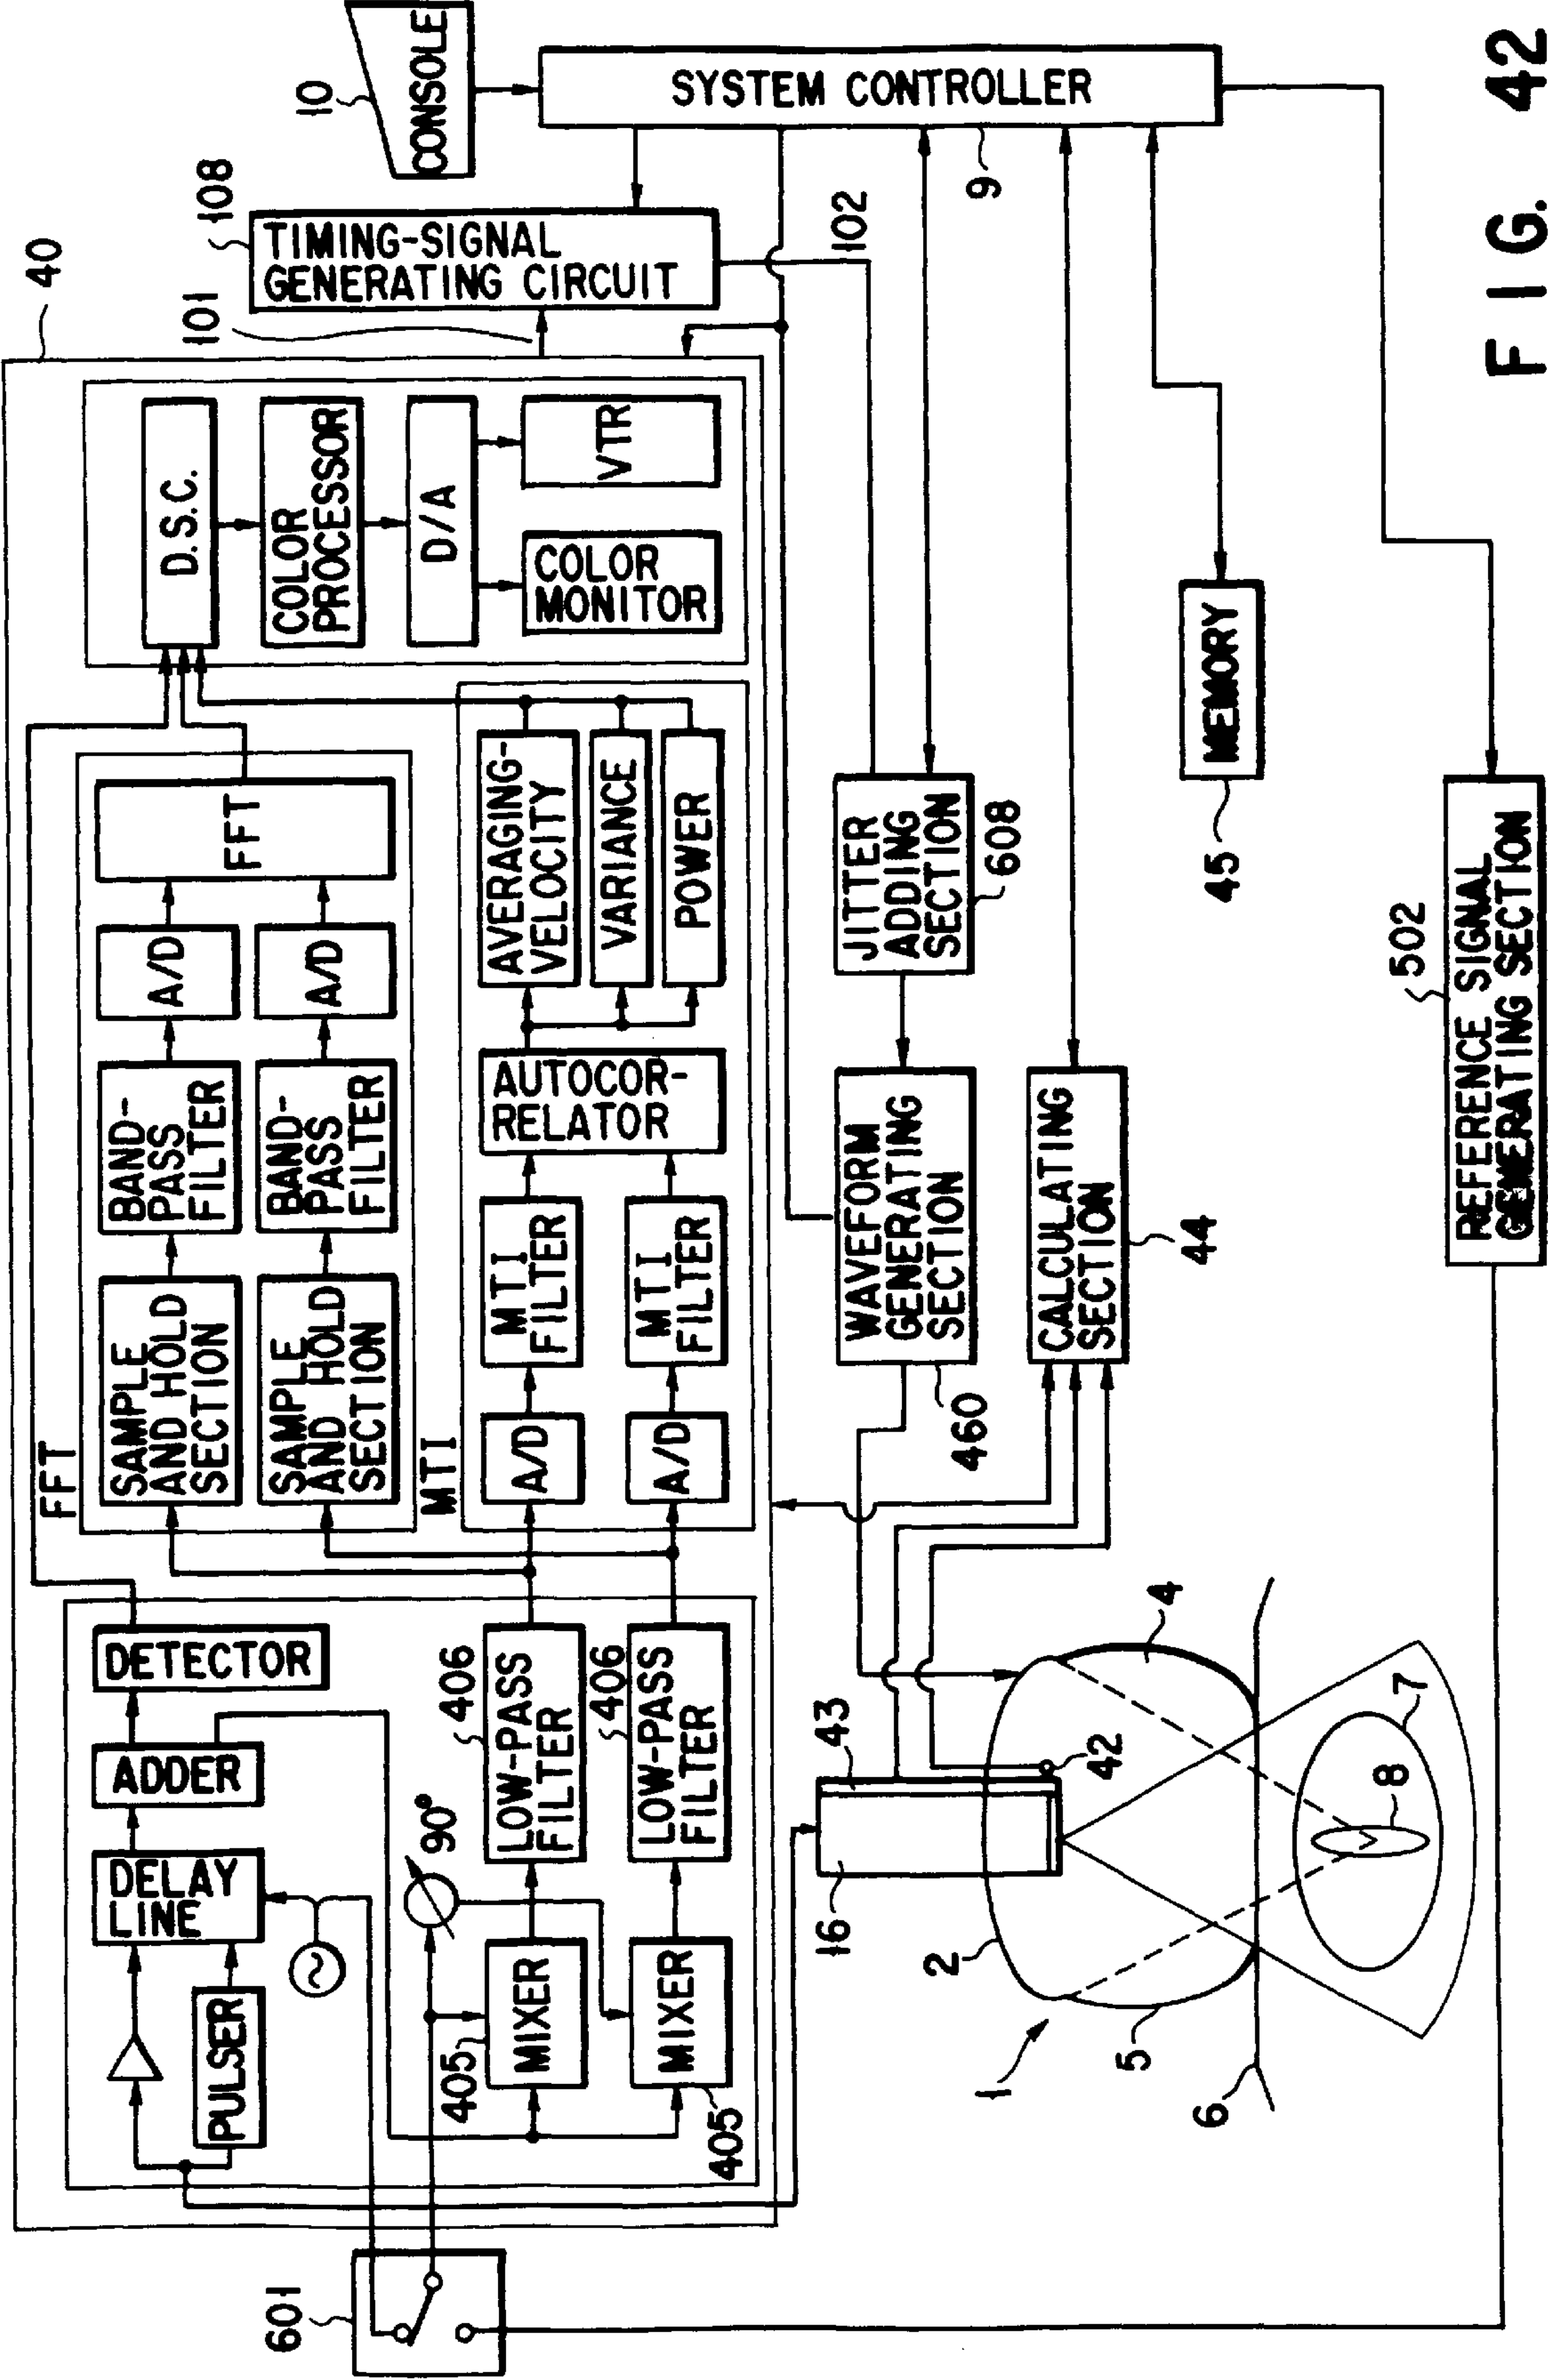 40
FFT
DETECTOR
ADDER
DELAY
LINE
PULSER
90°
601
SAMPLE
AND HOLD
SECTION
BAND-
PASS
FILTER
A/D
FFT
SAMPLE
AND HOLD
SECTION
BAND-
PASS
FILTER
A/D
MTI
405
MIXER
406
LOW-PASS
FILTER
A/D
MTI
FILTER
AUTOCOR-
RELATOR
AVERAGING-
VELOCITY
VARIANCE
POWER
405
MIXER
406
LOW-PASS
FILTER
A/D
MTI
FILTER
D.S.C.
COLOR
PROCESSOR
D/A
COLOR
MONITOR
VTR
101
108
TIMING-SIGNAL
GENERATING CIRCUIT
102
10
CONSOLE
SYSTEM CONTROLLER
9
JITTER
ADDING
SECTION
608
WAVEFORM
GENERATING
SECTION
460
CALCULATING
SECTION
44
MEMORY
45
502
REFERENCE SIGNAL
GENERATING SECTION
16
43
42
2
1
4
5
6
7
8
FIG. 42